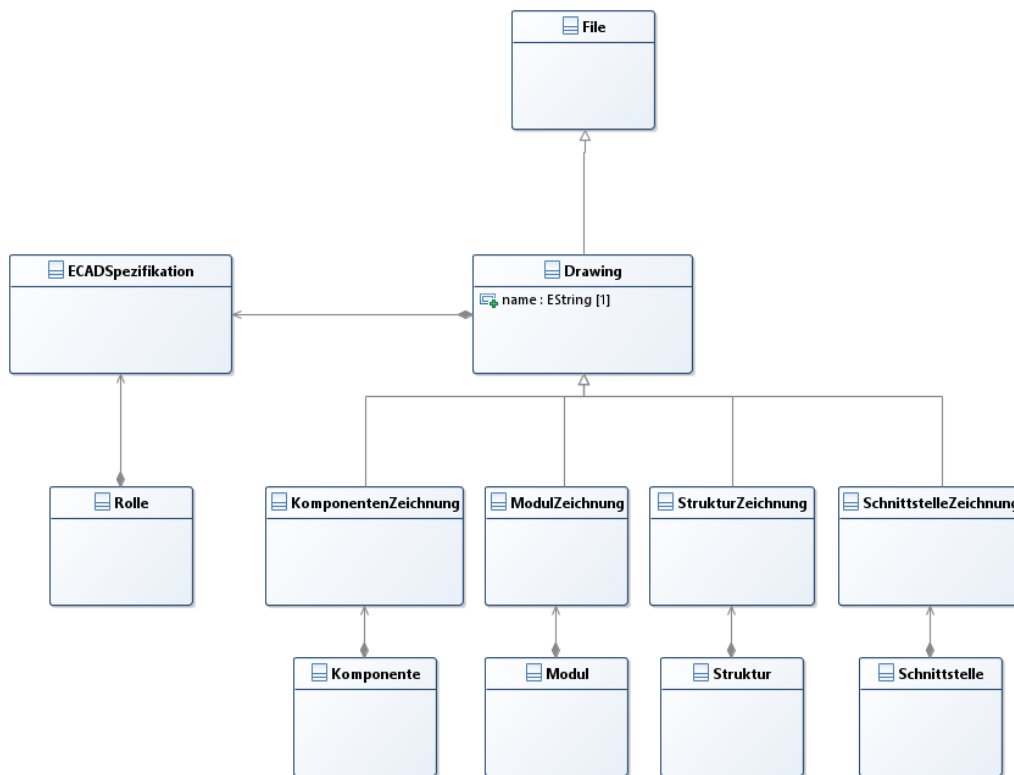 File
ECADSpezifikation
Drawing
name : EString [1]
Rolle
KomponentenZeichnung
ModulZeichnung
StrukturZeichnung
SchnittstelleZeichnung
Komponente
Modul
Struktur
Schnittstelle